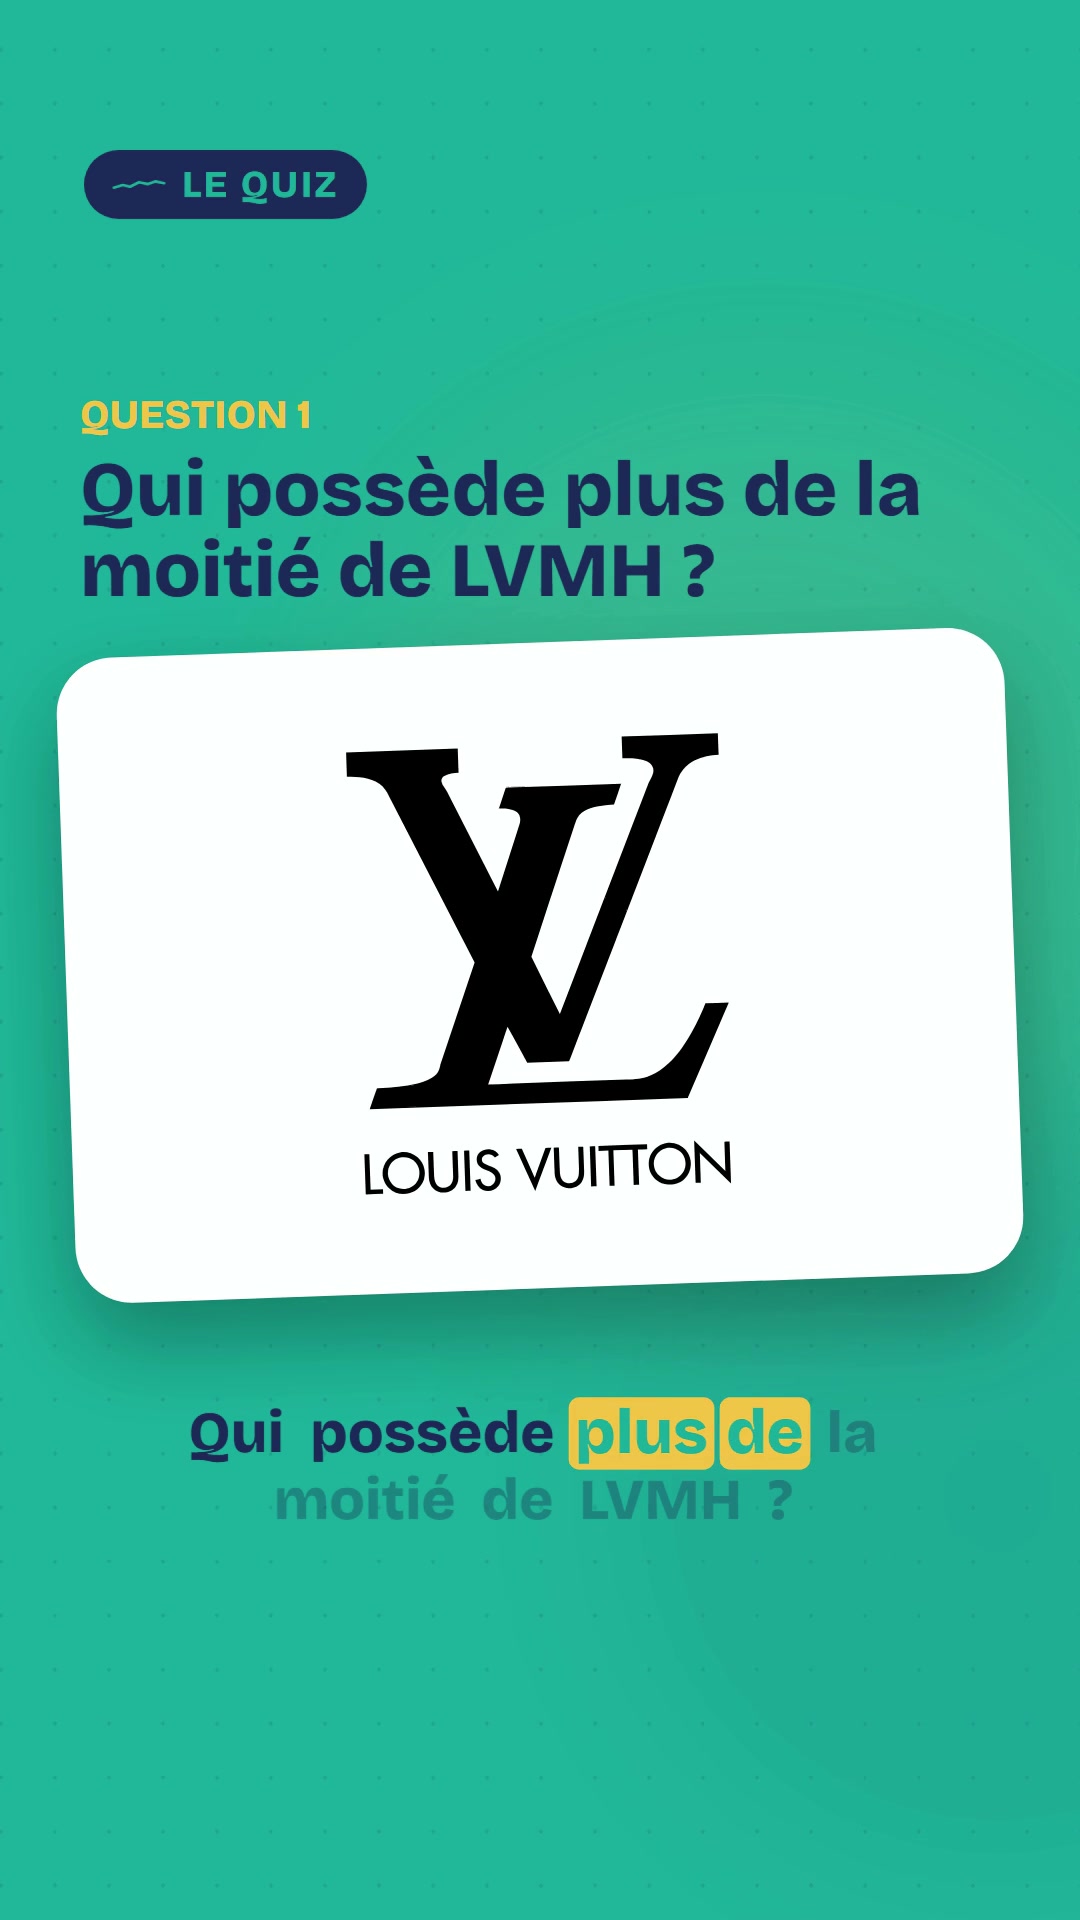 LE QUIZ
QUESTION 1
Qui possède plus de la
moitié de LVMH ?
LV
LOUIS VUITTON
Qui possède plus de la
moitié de LVMH ?